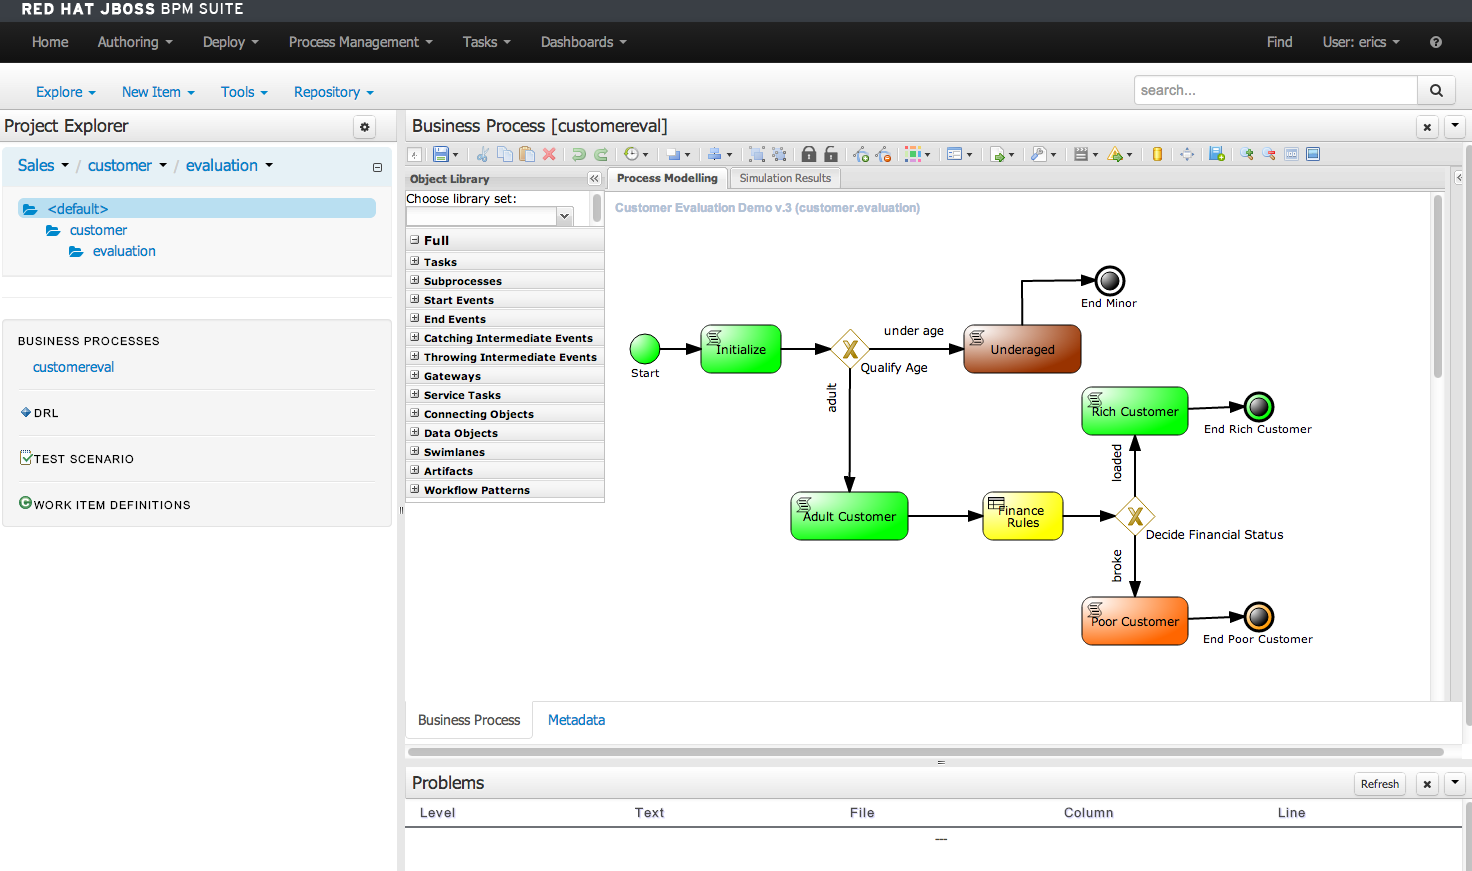 RED HAT JBOSS BPM SUITE
Home Authoring Deploy Process Management Tasks Dashboards Find User: erics
Explore New Item Tools Repository search...
Project Explorer
Sales / customer / evaluation
<default>
customer
evaluation
BUSINESS PROCESSES
customereval
DRL
TEST SCENARIO
WORK ITEM DEFINITIONS
Business Process [customereval]
Object Library
Process Modelling Simulation Results
Choose library set:
Full
Tasks
Subprocesses
Start Events
End Events
Catching Intermediate Events
Throwing Intermediate Events
Gateways
Service Tasks
Connecting Objects
Data Objects
Swimlanes
Artifacts
Workflow Patterns
Customer Evaluation Demo v.3 (customer.evaluation)
End Minor
Start
Initialize
Qualify Age
under age
Underaged
adult
Rich Customer
End Rich Customer
loaded
Adult Customer
Finance
Rules
Decide Financial Status
broke
Poor Customer
End Poor Customer
Business Process Metadata
Problems
Refresh
Level Text File Column Line
---